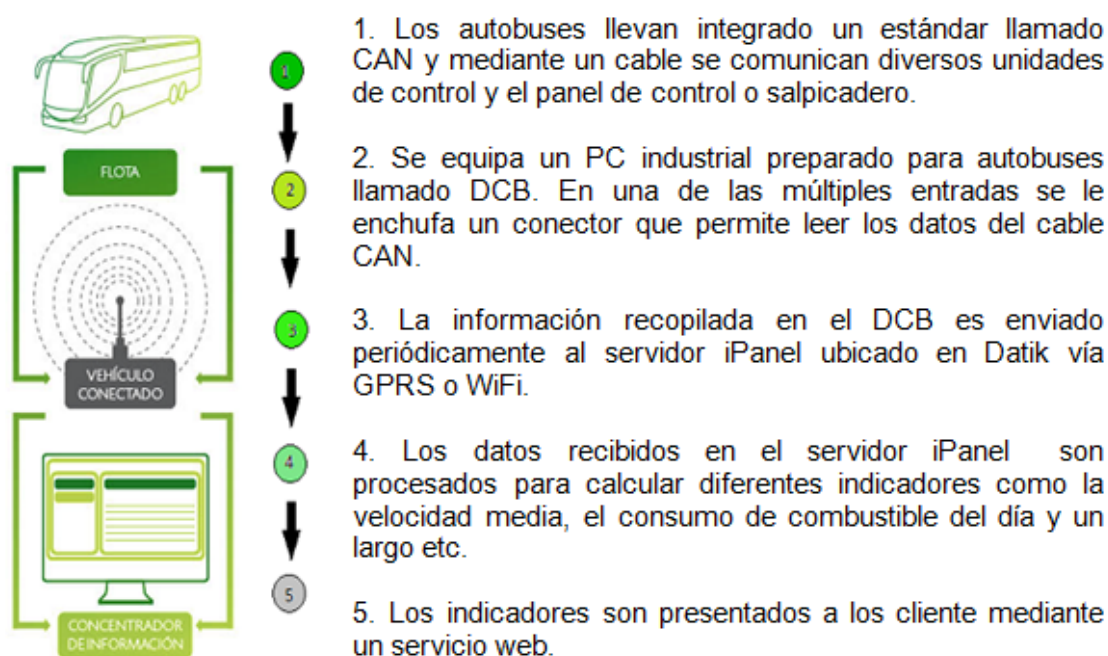 FLOTA
VEHÍCULO
CONECTADO
CONCENTRADOR
DE INFORMACIÓN
1
2
3
4
5
1. Los autobuses llevan integrado un estándar llamado
CAN y mediante un cable se comunican diversos unidades
de control y el panel de control o salpicadero.
2. Se equipa un PC industrial preparado para autobuses
llamado DCB. En una de las múltiples entradas se le
enchufa un conector que permite leer los datos del cable
CAN.
3. La información recopilada en el DCB es enviado
periódicamente al servidor iPanel ubicado en Datik vía
GPRS o WiFi.
4. Los datos recibidos en el servidor iPanel son
procesados para calcular diferentes indicadores como la
velocidad media, el consumo de combustible del día y un
largo etc.
5. Los indicadores son presentados a los cliente mediante
un servicio web.